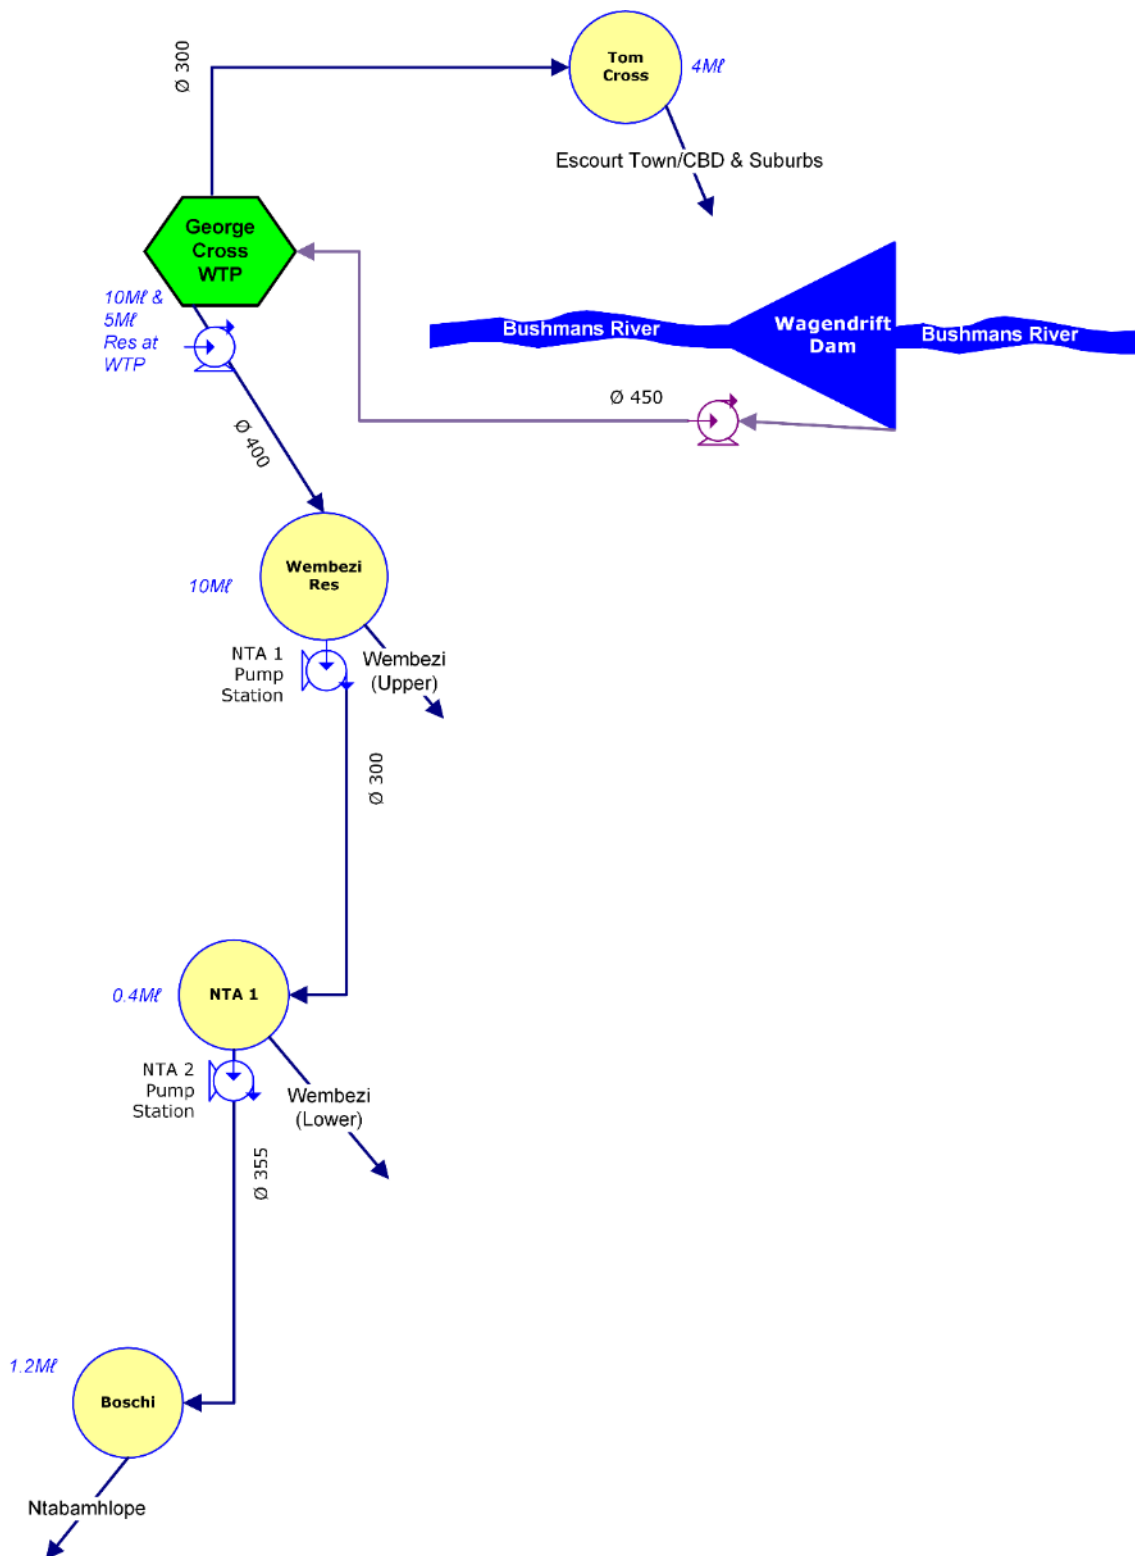 Ø 300
Tom
Cross
4Mℓ
Escourt Town/CBD & Suburbs
George
Cross
WTP
10Mℓ &
5Mℓ
Res at
WTP
Bushmans River
Wagendrift
Dam
Bushmans River
Ø 450
Ø 400
Wembezi
Res
10Mℓ
NTA 1
Pump
Station
Wembezi
(Upper)
Ø 300
NTA 1
0.4Mℓ
NTA 2
Pump
Station
Wembezi
(Lower)
Ø 355
1.2Mℓ
Boschi
Ntabamhlope